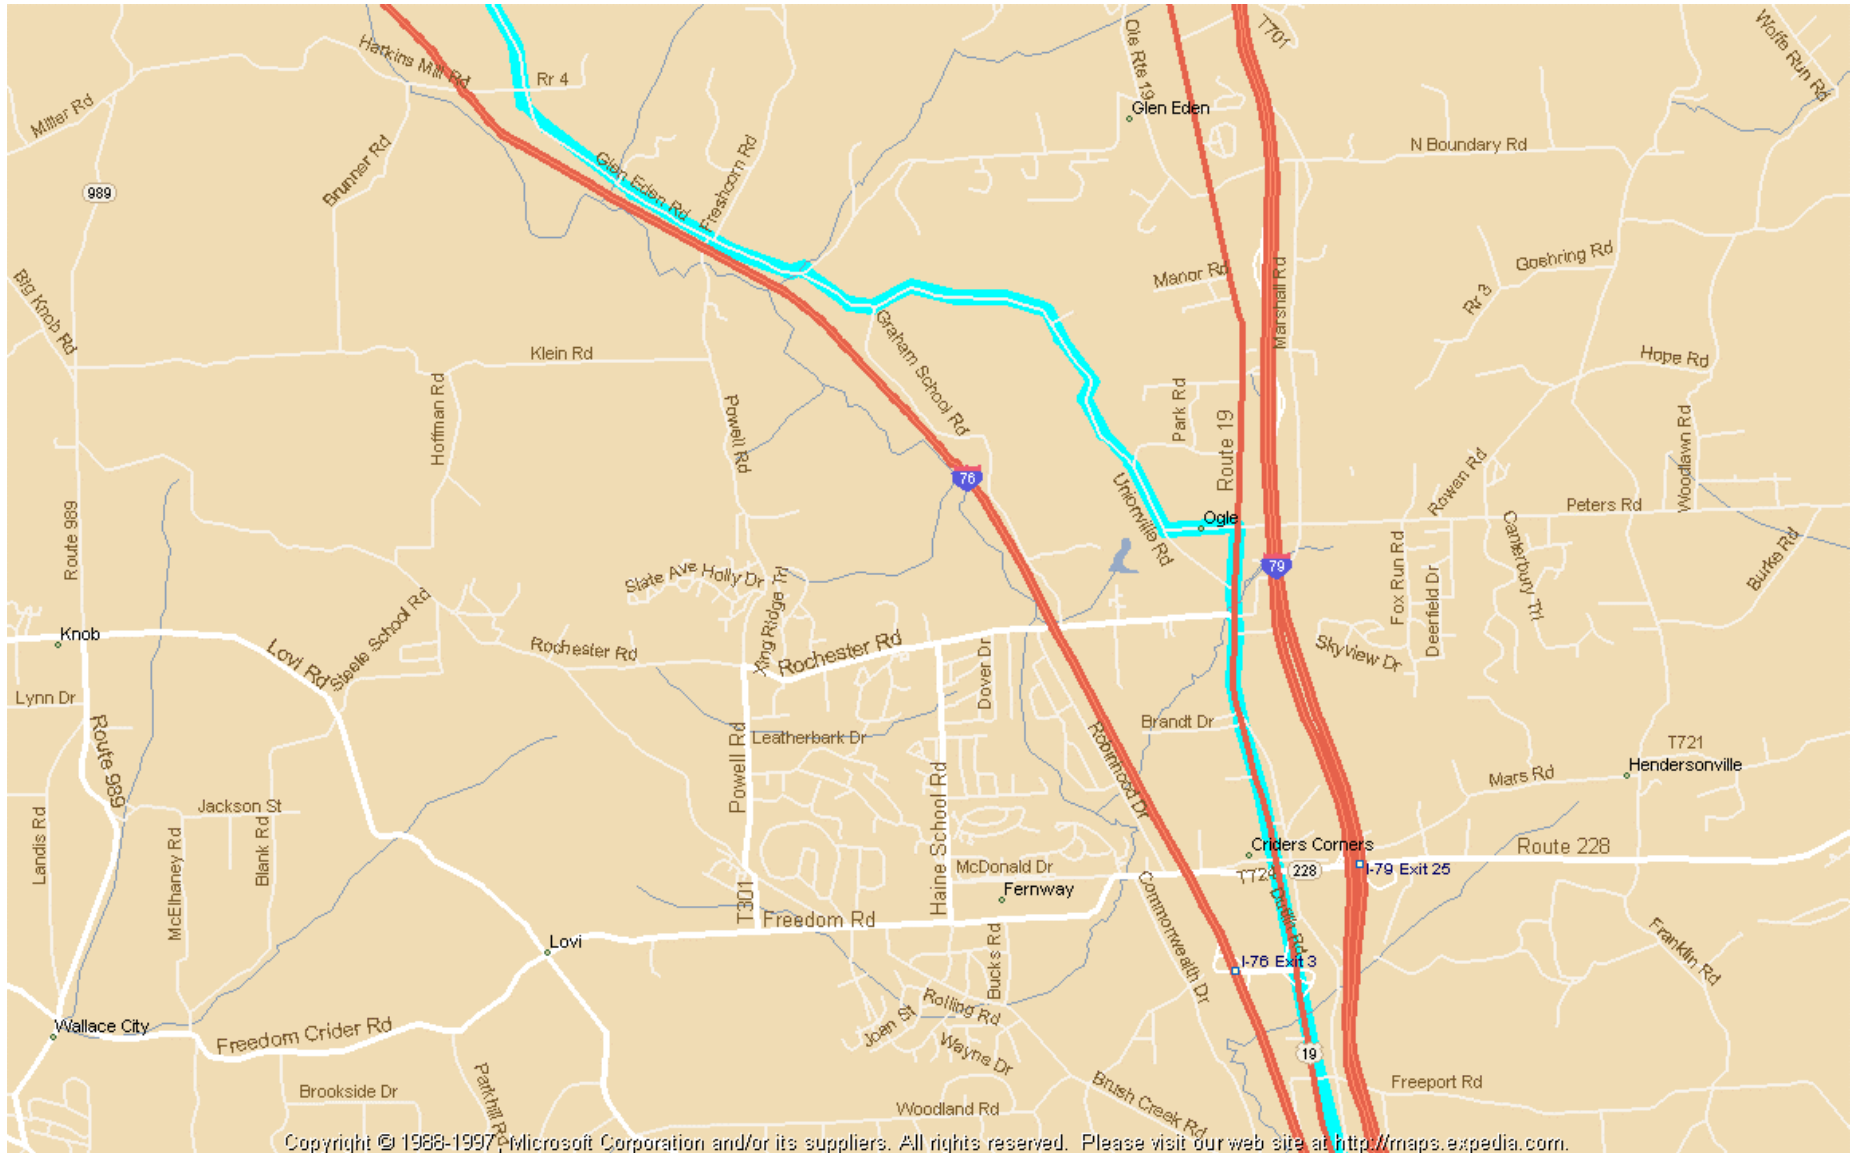 Harkins Mill Rd
Rr 4
Ole Rte 19
T701
Wolfe Run Rd
Miller Rd
Glen Eden
Brunner Rd
Glen Eden Rd
Freshcorn Rd
N Boundary Rd
989
Big Knob Rd
Manor Rd
Marshall Rd
Goehring Rd
Rr 3
Klein Rd
Graham School Rd
Hope Rd
Hoffman Rd
Powell Rd
Park Rd
Route 19
Woodlawn Rd
Rowan Rd
76
Unionville Rd
Ogle
Peters Rd
Route 989
Canterbury Trl
Burke Rd
Slate Ave
Holly Dr
King Ridge Trl
79
Fox Run Rd
Deerfield Dr
Knob
Lovi Rd
Steele School Rd
Rochester Rd
Rochester Rd
Dover Dr
Skyview Dr
Lynn Dr
Route 989
Powell Rd
Leatherbark Dr
Haine School Rd
Robinhood Dr
Brandt Dr
T721
Hendersonville
Mars Rd
Landis Rd
Jackson St
McElhaney Rd
Blank Rd
Criders Corners
Route 228
McDonald Dr
T724
228
I-79 Exit 25
T301
Freedom Rd
Fernway
Commonwealth Dr
Dutilh Rd
Lovi
Bucks Rd
I-76 Exit 3
Franklin Rd
Wallace City
Freedom Crider Rd
Joan St
Rolling Rd
Wayne Dr
19
Brookside Dr
Parkhill Rd
Woodland Rd
Brush Creek Rd
Freeport Rd
Copyright © 1988-1997, Microsoft Corporation and/or its suppliers. All rights reserved. Please visit our web site at http://maps.expedia.com.